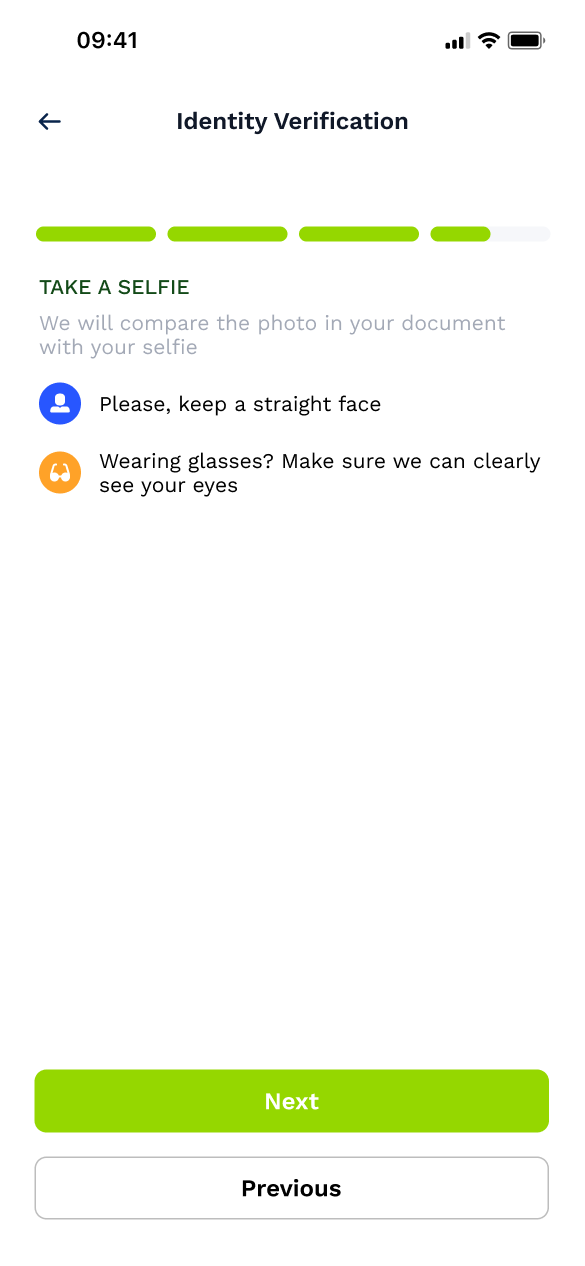 09:41
Identity Verification
TAKE A SELFIE
We will compare the photo in your document
with your selfie
Please, keep a straight face
Wearing glasses? Make sure we can clearly
see your eyes
Next
Previous